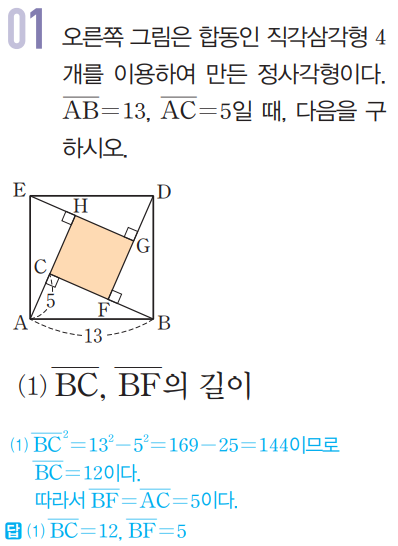 01 오른쪽 그림은 합동인 직각삼각형 4
개를 이용하여 만든 정사각형이다.
AB=13, AC=5일 때, 다음을 구
하시오.
E D
H
G
C
5
F
A B
13
(1) BC, BF의 길이
(1) BC²=13²-5²=169-25=144이므로
BC=12이다.
따라서 BF=AC=5이다.
답 (1) BC=12, BF=5